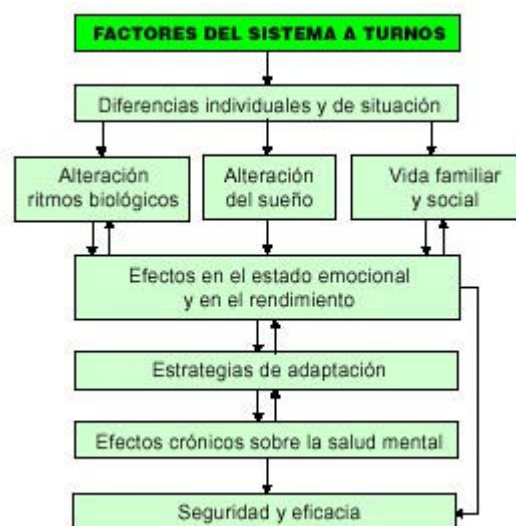 FACTORES DEL SISTEMA A TURNOS
Diferencias individuales y de situación
Alteración
ritmos biológicos
Alteración
del sueño
Vida familiar
y social
Efectos en el estado emocional
y en el rendimiento
Estrategias de adaptación
Efectos crónicos sobre la salud mental
Seguridad y eficacia